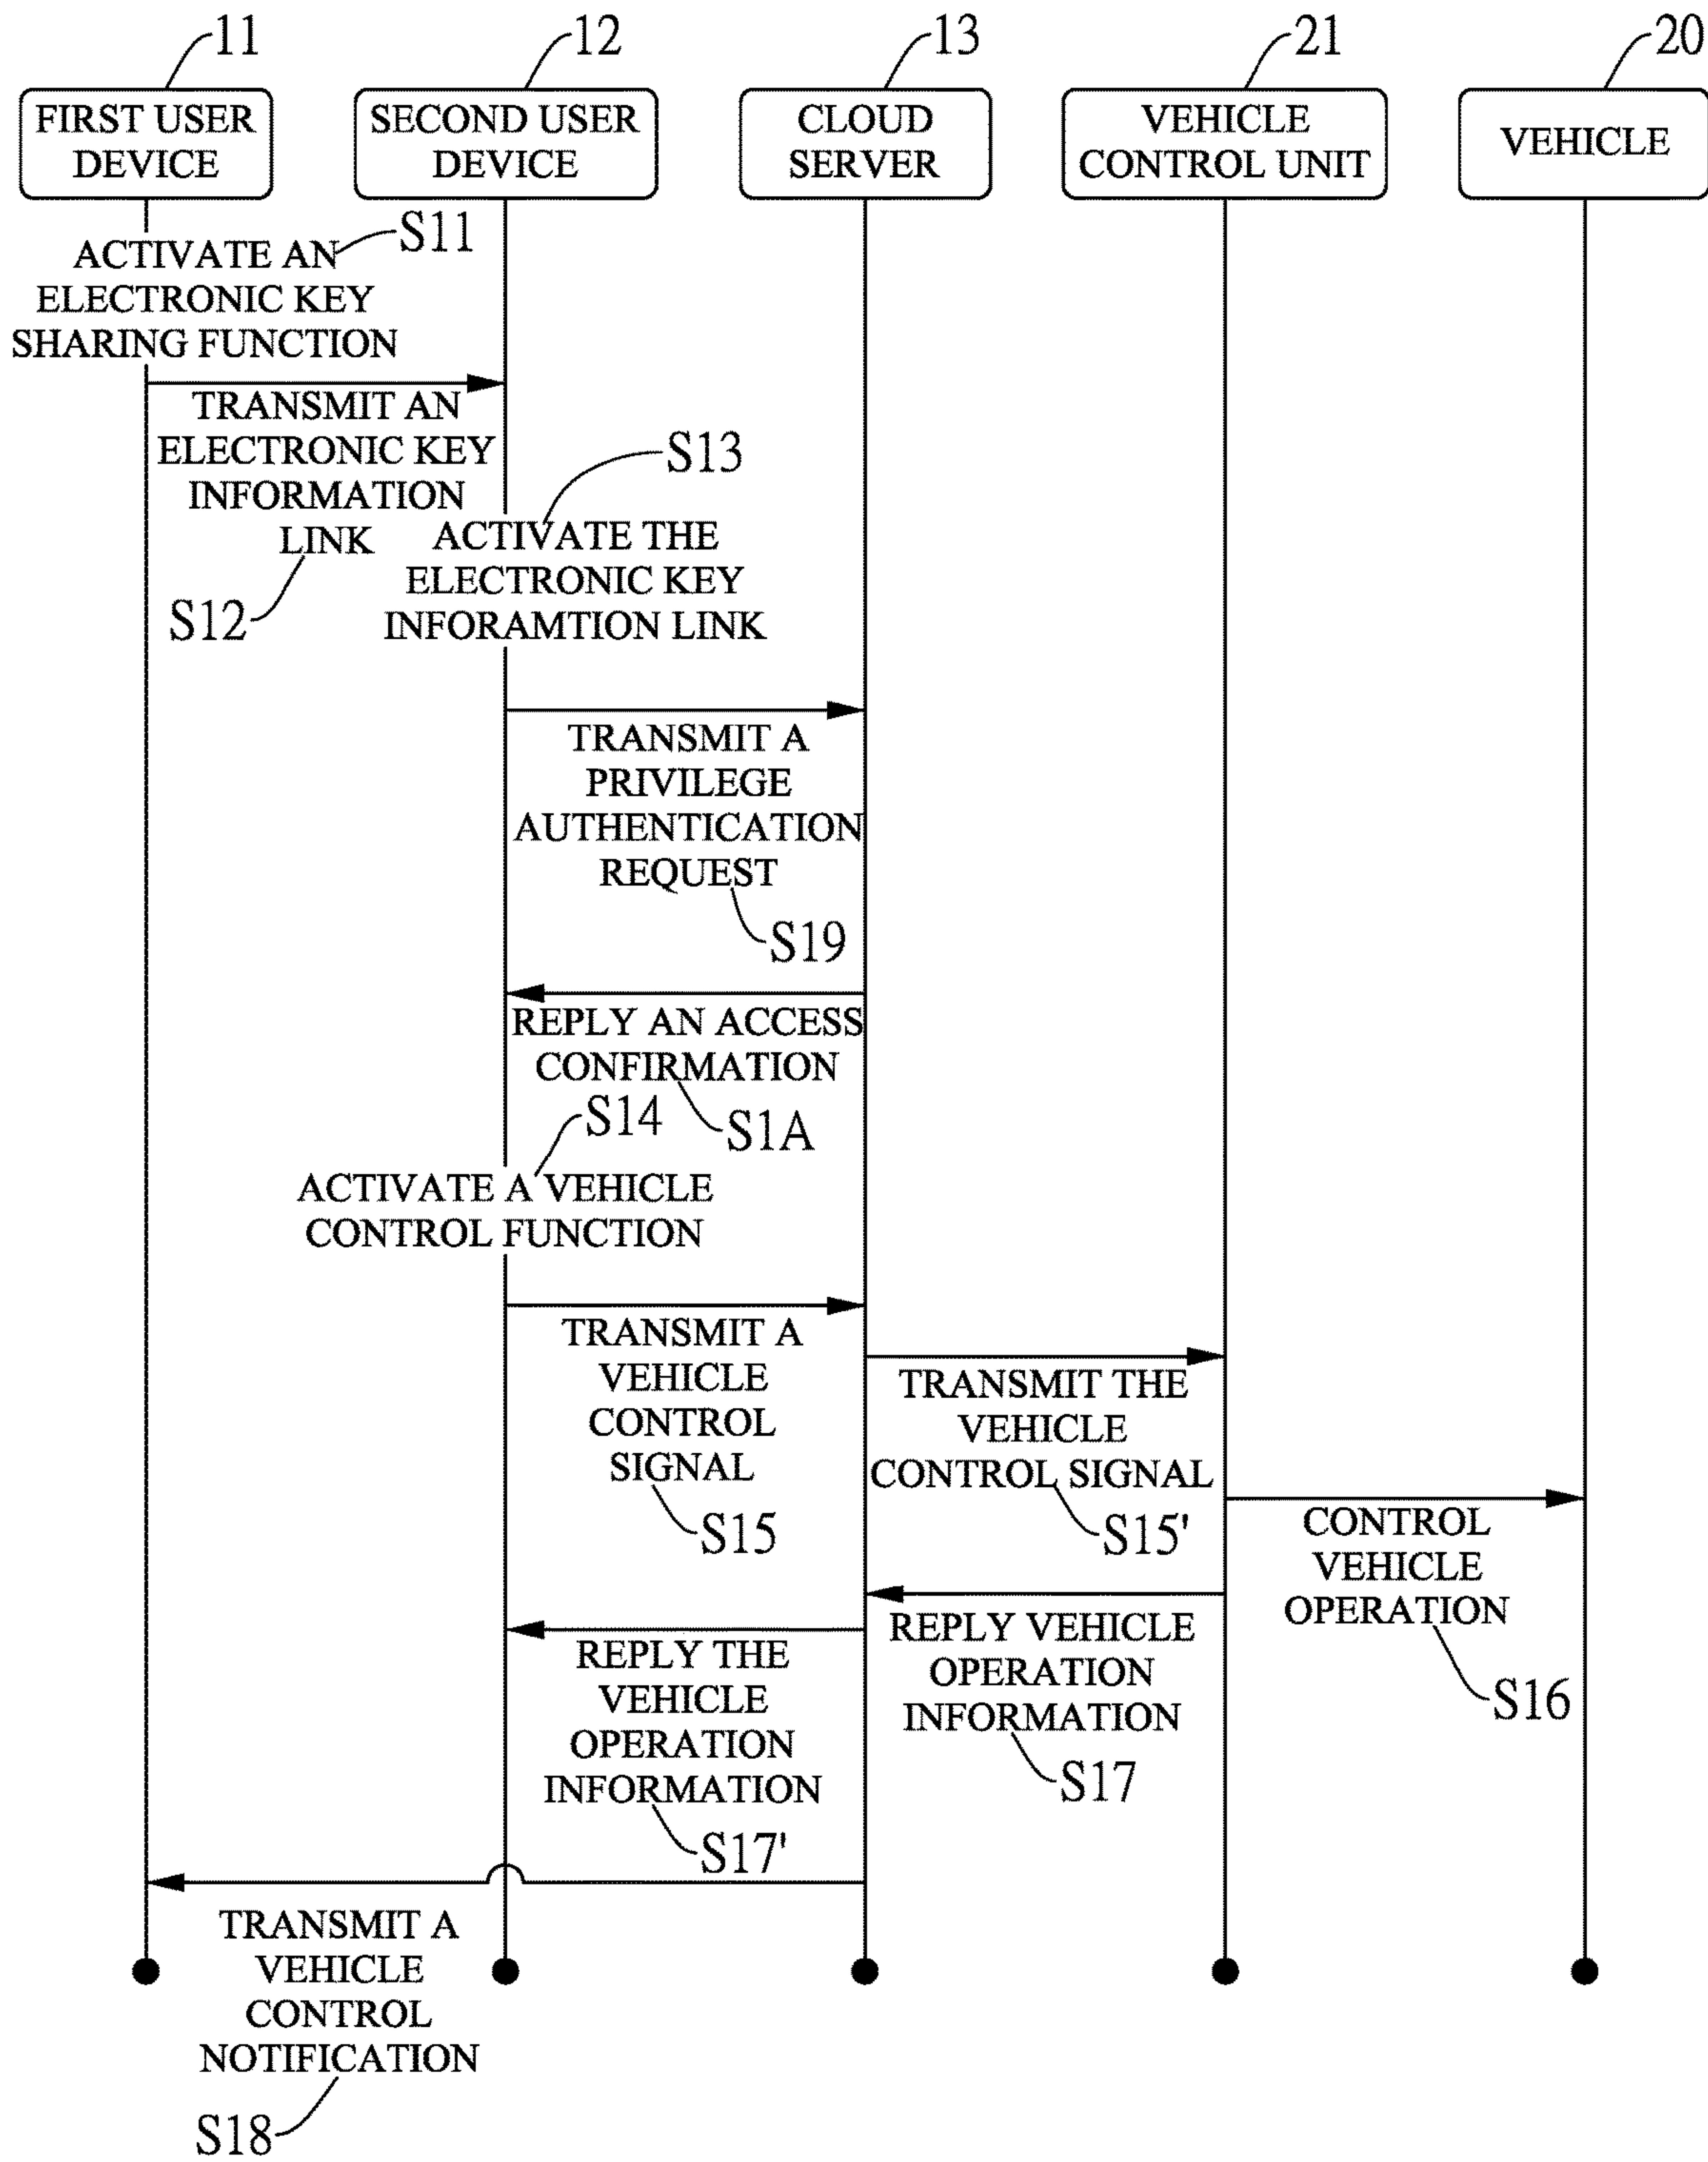 11
12
13
21
20
FIRST USER
DEVICE
SECOND USER
DEVICE
CLOUD
SERVER
VEHICLE
CONTROL UNIT
VEHICLE
S11
ACTIVATE AN
ELECTRONIC KEY
SHARING FUNCTION
TRANSMIT AN
ELECTRONIC KEY
INFORMATION
LINK
S12
S13
ACTIVATE THE
ELECTRONIC KEY
INFORAMTION LINK
TRANSMIT A
PRIVILEGE
AUTHENTICATION
REQUEST
S19
REPLY AN ACCESS
CONFIRMATION
S1A
S14
ACTIVATE A VEHICLE
CONTROL FUNCTION
TRANSMIT A
VEHICLE
CONTROL
SIGNAL
S15
TRANSMIT THE
VEHICLE
CONTROL SIGNAL
S15'
CONTROL
VEHICLE
OPERATION
S16
REPLY VEHICLE
OPERATION
INFORMATION
S17
REPLY THE
VEHICLE
OPERATION
INFORMATION
S17'
TRANSMIT A
VEHICLE
CONTROL
NOTIFICATION
S18